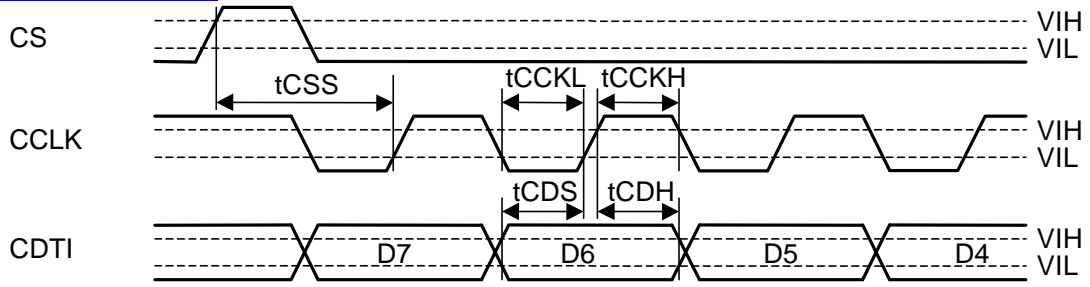 CS
VIH
VIL
tCSS
tCCKL
tCCKH
CCLK
VIH
VIL
tCDS
tCDH
CDTI
D7
D6
D5
D4
VIH
VIL